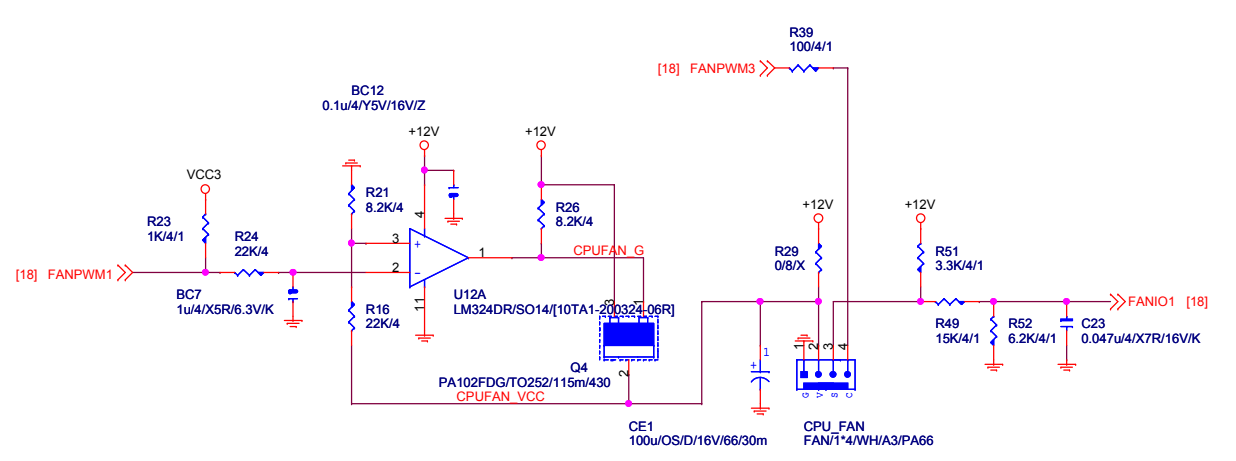 R39
100/4/1
[18] FANPWM3
BC12
0.1u/4/Y5V/16V/Z
+12V
+12V
VCC3
R23
1K/4/1
R24
22K/4
R21
8.2K/4
4
3
+
2
-
1
11
R26
8.2K/4
CPUFAN_G
[18] FANPWM1
BC7
1u/4/X5R/6.3V/K
R16
22K/4
U12A
LM324DR/SO14/[10TA1-200324-06R]
3
1
Q4
2
PA102FDG/TO252/115m/430
CPUFAN_VCC
+12V
+12V
R29
0/8/X
R51
3.3K/4/1
FANIO1 [18]
R49
15K/4/1
R52
6.2K/4/1
C23
0.047u/4/X7R/16V/K
+
1
1
2
3
4
G
V
S
C
CE1
100u/OS/D/16V/66/30m
CPU_FAN
FAN/1*4/WH/A3/PA66